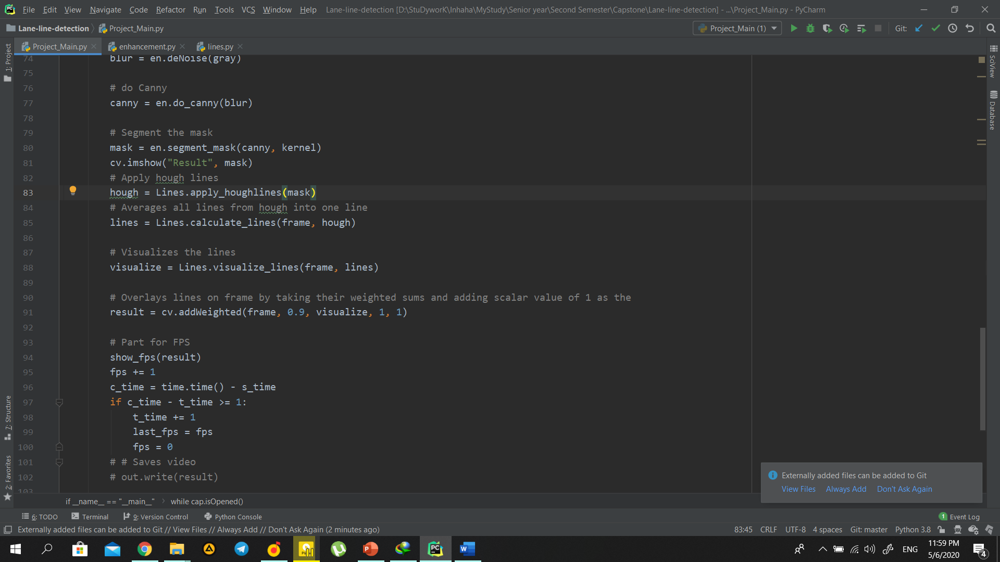 File Edit View Navigate Code Refactor Run Tools VCS Window Help Lane-line-detection [D:\StuDyworK\Inhaha\MyStudy\Senior year\Second Semester\Capstone\Lane-line-detection] - ...\Project_Main.py - PyCharm
Lane-line-detection Project_Main.py Project_Main (1) Git:
Project_Main.py enhancement.py lines.py
1: Project
7: Structure
2: Favorites
SciView
Database
74 blur = en.deNoise(gray)
75
76 # do Canny
77 canny = en.do_canny(blur)
78
79 # Segment the mask
80 mask = en.segment_mask(canny, kernel)
81 cv.imshow("Result", mask)
82 # Apply hough lines
83 hough = Lines.apply_houghlines(mask)
84 # Averages all lines from hough into one line
85 lines = Lines.calculate_lines(frame, hough)
86
87 # Visualizes the lines
88 visualize = Lines.visualize_lines(frame, lines)
89
90 # Overlays lines on frame by taking their weighted sums and adding scalar value of 1 as the
91 result = cv.addWeighted(frame, 0.9, visualize, 1, 1)
92
93 # Part for FPS
94 show_fps(result)
95 fps += 1
96 c_time = time.time() - s_time
97 if c_time - t_time >= 1:
98 t_time += 1
99 last_fps = fps
100 fps = 0
101 # # Saves video
102 # out.write(result)
103
Externally added files can be added to Git
View Files Always Add Don't Ask Again
if __name__ == "__main__" while cap.isOpened()
6: TODO Terminal 9: Version Control Python Console 1 Event Log
Externally added files can be added to Git // View Files // Always Add // Don't Ask Again (2 minutes ago) 83:45 CRLF UTF-8 4 spaces Git: master Python 3.8
ENG
11:59 PM
5/6/2020
4